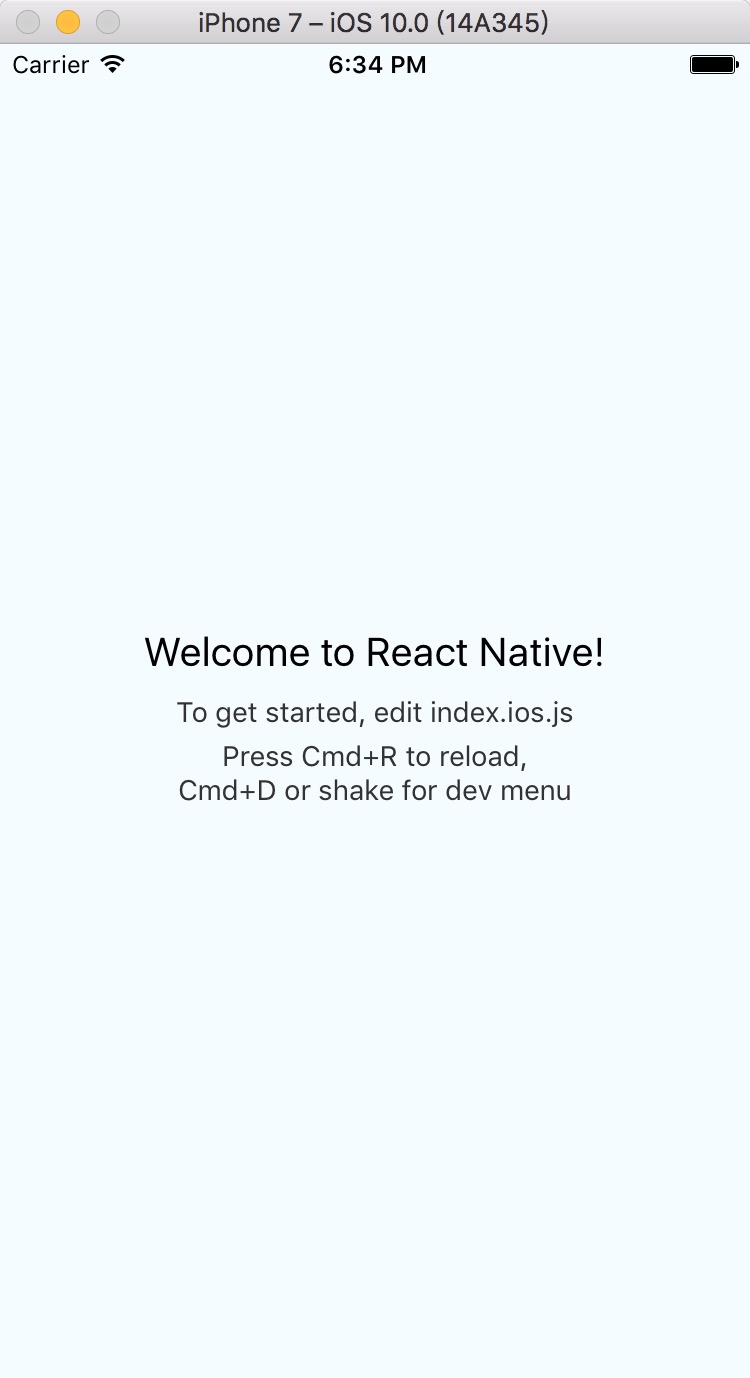 iPhone 7 – iOS 10.0 (14A345)
Carrier 6:34 PM
Welcome to React Native!
To get started, edit index.ios.js
Press Cmd+R to reload,
Cmd+D or shake for dev menu